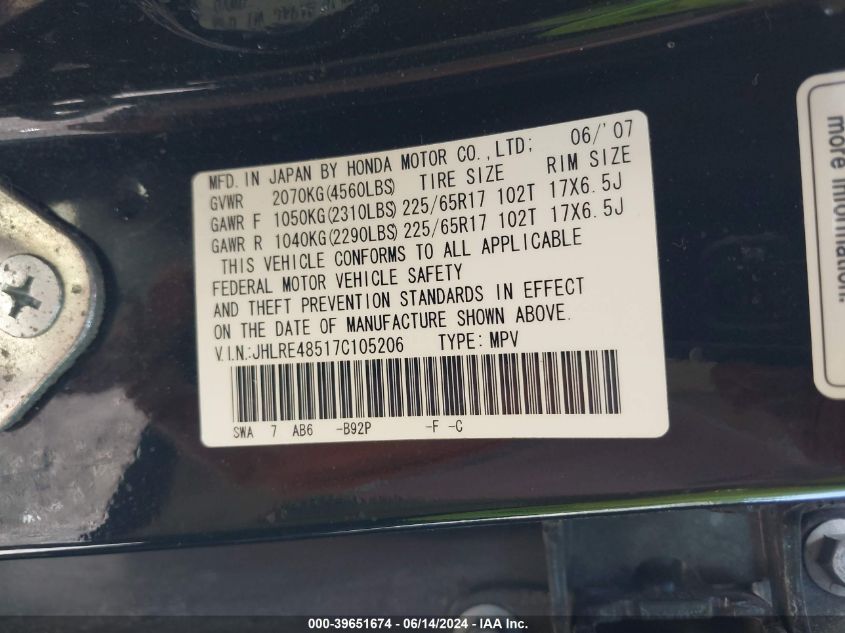 MFD. IN JAPAN BY HONDA MOTOR CO., LTD; 06/'07
GVWR 2070KG(4560LBS) TIRE SIZE RIM SIZE
GAWR F 1050KG(2310LBS) 225/65R17 102T 17X6.5J
GAWR R 1040KG(2290LBS) 225/65R17 102T 17X6.5J
THIS VEHICLE CONFORMS TO ALL APPLICABLE
FEDERAL MOTOR VEHICLE SAFETY
AND THEFT PREVENTION STANDARDS IN EFFECT
ON THE DATE OF MANUFACTURE SHOWN ABOVE.
V.I.N.:JHLRE48517C105206 TYPE: MPV
SWA 7 AB6 -B92P -F -C
more information.
000-39651674 - 06/14/2024 - IAA Inc.